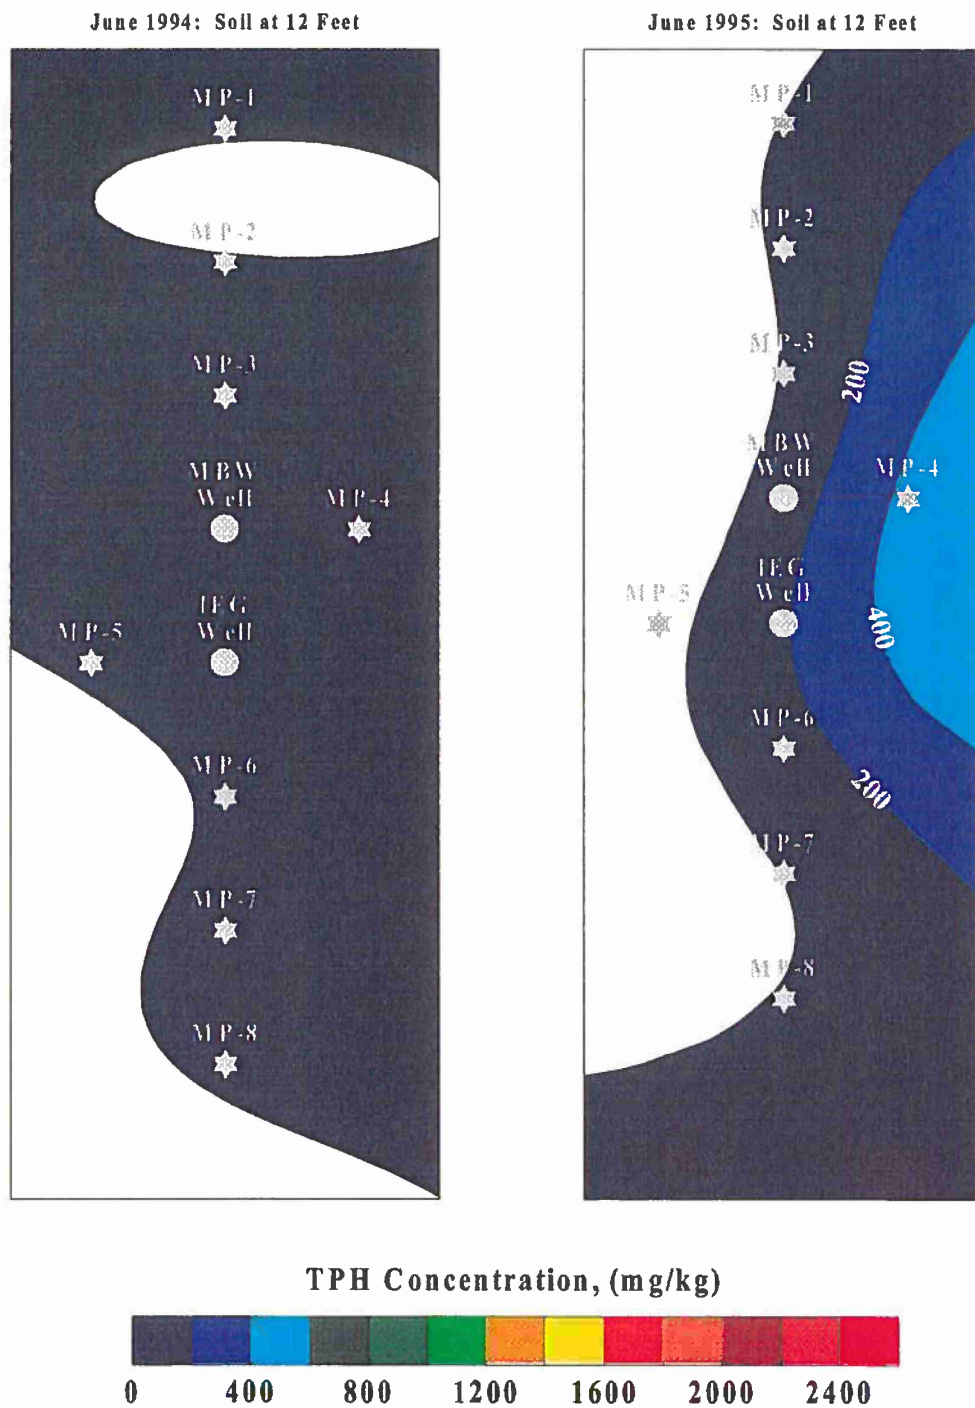 June 1994: Soil at 12 Feet
MP-1
MP-2
MP-3
MBW
Well
MP-4
IEG
Well
MP-5
MP-6
MP-7
MP-8
June 1995: Soil at 12 Feet
MP-1
MP-2
MP-3
200
MBW
Well
MP-4
IEG
Well
MP-5
400
MP-6
200
MP-7
MP-8
TPH Concentration, (mg/kg)
0 400 800 1200 1600 2000 2400